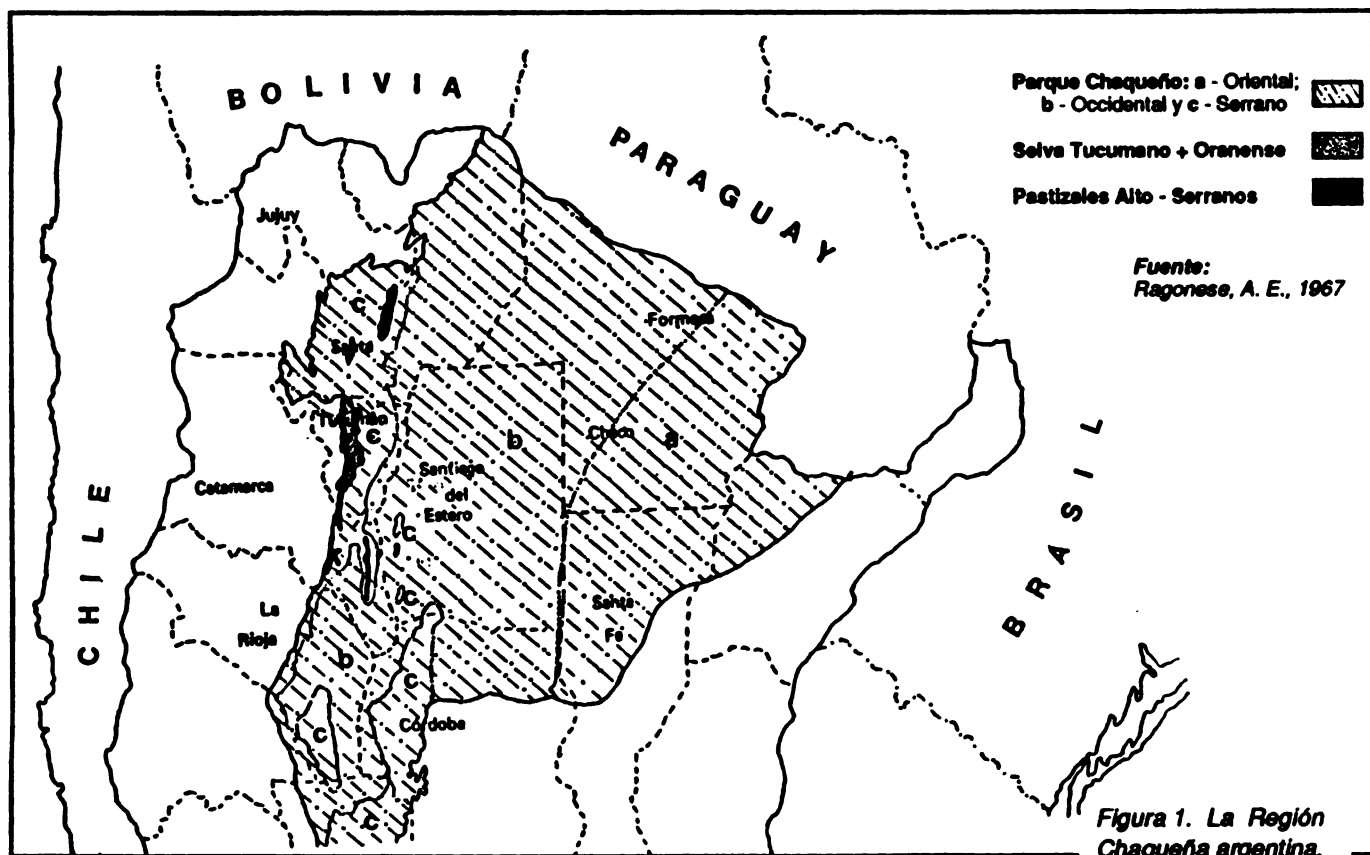 BOLIVIA
PARAGUAY
CHILE
BRASIL
Parque Chaqueño: a - Oriental;
b - Occidental y c - Serrano
Selva Tucumano + Oranense
Pastizales Alto - Serranos
Fuente:
Ragonese, A. E., 1967
Jujuy
c
Salta
Formosa
Tucumán
c
b
Chaco
a
Catamarca
Santiago
del
Estero
c
c
La
Rioja
Santa
Fe
b
c
Córdoba
c
c
Figura 1. La Región
Chaqueña argentina.